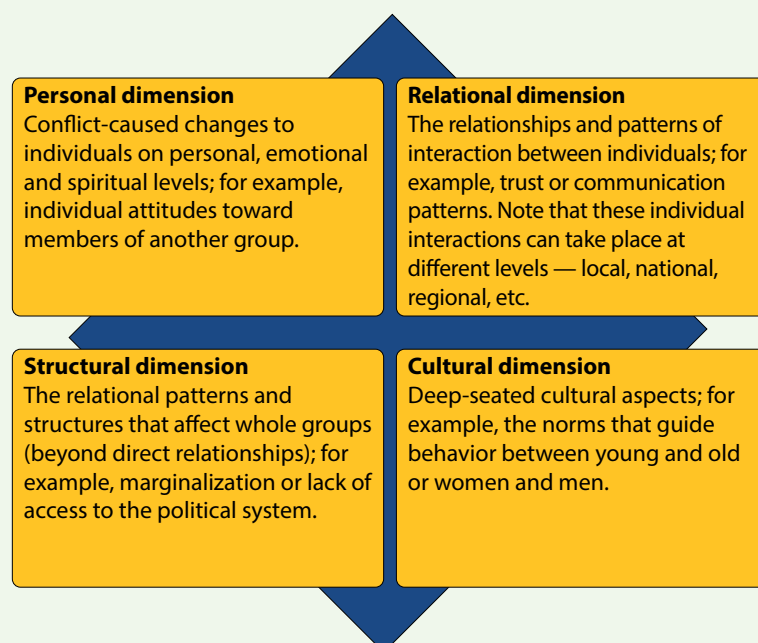 Personal dimension
Conflict-caused changes to
individuals on personal, emotional
and spiritual levels; for example,
individual attitudes toward
members of another group.
Relational dimension
The relationships and patterns of
interaction between individuals; for
example, trust or communication
patterns. Note that these individual
interactions can take place at
different levels — local, national,
regional, etc.
Structural dimension
The relational patterns and
structures that affect whole groups
(beyond direct relationships); for
example, marginalization or lack of
access to the political system.
Cultural dimension
Deep-seated cultural aspects; for
example, the norms that guide
behavior between young and old
or women and men.